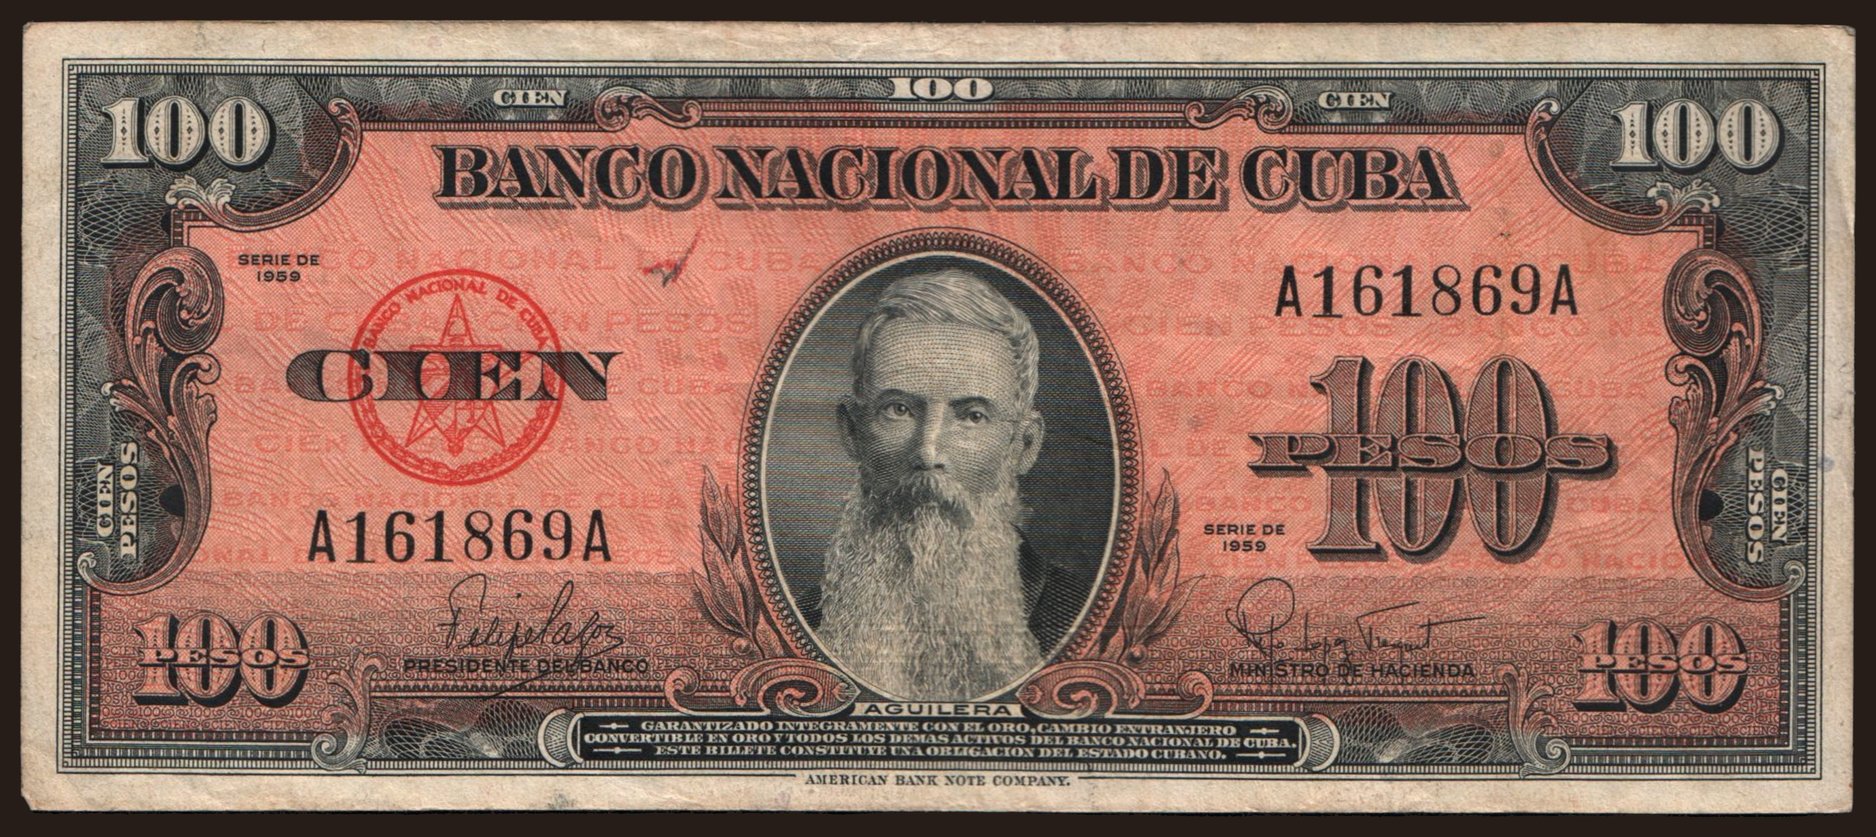 100 CIEN 100 CIEN 100
BANCO NACIONAL DE CUBA
SERIE DE
1959
BANCO NACIONAL DE CUBA
A161869A
CIEN
100
PESOS
100
CIEN
PESOS
CIEN
PESOS
A161869A
SERIE DE
1959
100
PESOS
PRESIDENTE DEL BANCO
MINISTRO DE HACIENDA
100
PESOS
AGUILERA
GARANTIZADO INTEGRAMENTE CON EL ORO, CAMBIO EXTRANJERO
CONVERTIBLE EN ORO Y TODOS LOS DEMAS ACTIVOS DEL BANCO NACIONAL DE CUBA.
ESTE BILLETE CONSTITUYE UNA OBLIGACION DEL ESTADO CUBANO.
AMERICAN BANK NOTE COMPANY.